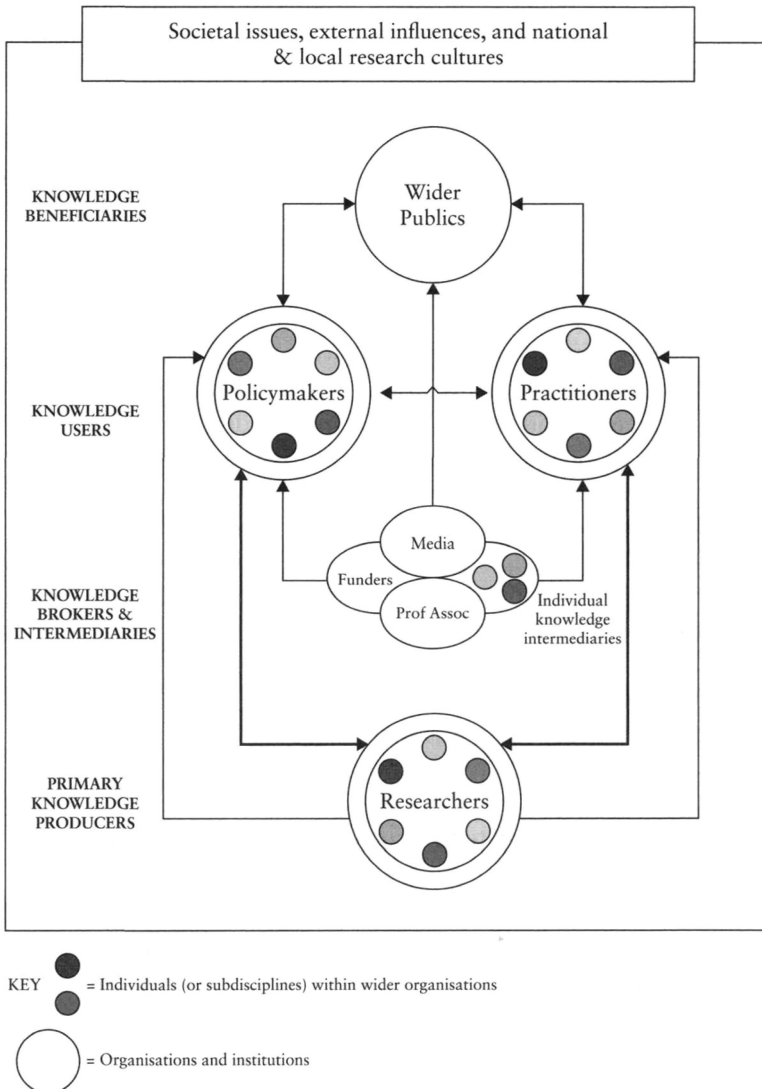 Societal issues, external influences, and national
& local research cultures
KNOWLEDGE
BENEFICIARIES
Wider
Publics
KNOWLEDGE
USERS
Policymakers
Practitioners
KNOWLEDGE
BROKERS &
INTERMEDIARIES
Media
Funders
Prof Assoc
Individual
knowledge
intermediaries
PRIMARY
KNOWLEDGE
PRODUCERS
Researchers
KEY
= Individuals (or subdisciplines) within wider organisations
= Organisations and institutions